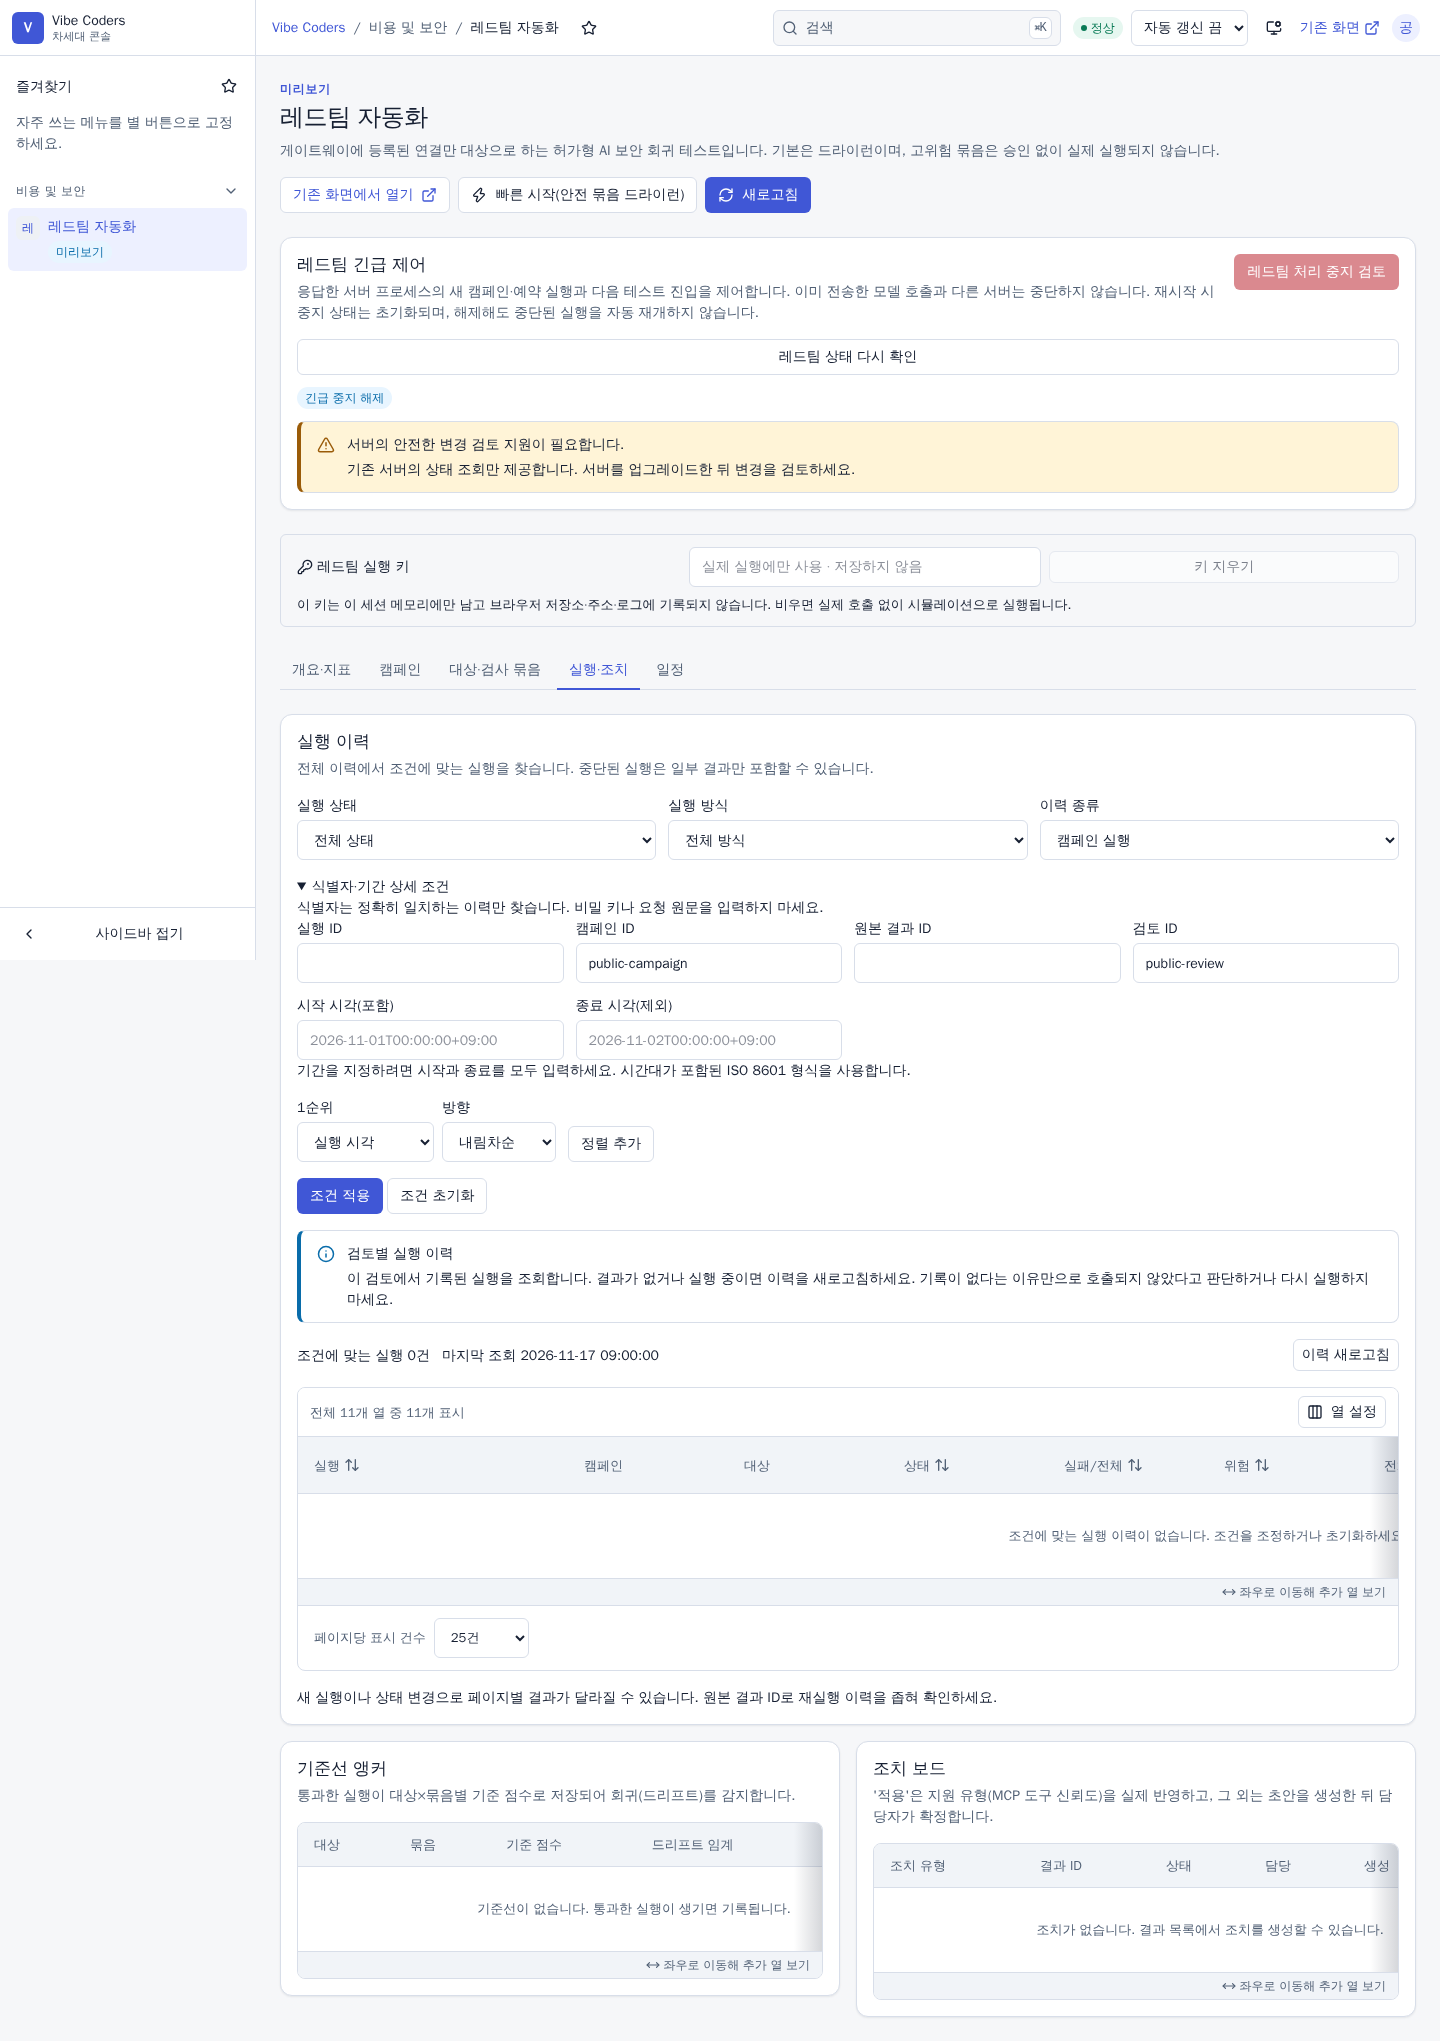 V
Vibe Coders
차세대 콘솔
Vibe Coders / 비용 및 보안 / 레드팀 자동화
검색
⌘K
정상
자동 갱신 끔
기존 화면
공
즐겨찾기
자주 쓰는 메뉴를 별 버튼으로 고정
하세요.
비용 및 보안
레 레드팀 자동화
미리보기
사이드바 접기
미리보기
레드팀 자동화
게이트웨이에 등록된 연결만 대상으로 하는 허가형 AI 보안 회귀 테스트입니다. 기본은 드라이런이며, 고위험 묶음은 승인 없이 실제 실행되지 않습니다.
기존 화면에서 열기
빠른 시작(안전 묶음 드라이런)
새로고침
레드팀 긴급 제어
응답한 서버 프로세스의 새 캠페인·예약 실행과 다음 테스트 진입을 제어합니다. 이미 전송한 모델 호출과 다른 서버는 중단하지 않습니다. 재시작 시
중지 상태는 초기화되며, 해제해도 중단된 실행을 자동 재개하지 않습니다.
레드팀 처리 중지 검토
레드팀 상태 다시 확인
긴급 중지 해제
서버의 안전한 변경 검토 지원이 필요합니다.
기존 서버의 상태 조회만 제공합니다. 서버를 업그레이드한 뒤 변경을 검토하세요.
레드팀 실행 키
실제 실행에만 사용 · 저장하지 않음
키 지우기
이 키는 이 세션 메모리에만 남고 브라우저 저장소·주소·로그에 기록되지 않습니다. 비우면 실제 호출 없이 시뮬레이션으로 실행됩니다.
개요·지표 캠페인 대상·검사 묶음 실행·조치 일정
실행 이력
전체 이력에서 조건에 맞는 실행을 찾습니다. 중단된 실행은 일부 결과만 포함할 수 있습니다.
실행 상태 실행 방식 이력 종류
전체 상태 전체 방식 캠페인 실행
▼ 식별자·기간 상세 조건
식별자는 정확히 일치하는 이력만 찾습니다. 비밀 키나 요청 원문을 입력하지 마세요.
실행 ID 캠페인 ID 원본 결과 ID 검토 ID
public-campaign public-review
시작 시각(포함) 종료 시각(제외)
2026-11-01T00:00:00+09:00 2026-11-02T00:00:00+09:00
기간을 지정하려면 시작과 종료를 모두 입력하세요. 시간대가 포함된 ISO 8601 형식을 사용합니다.
1순위 방향
실행 시각 내림차순 정렬 추가
조건 적용 조건 초기화
검토별 실행 이력
이 검토에서 기록된 실행을 조회합니다. 결과가 없거나 실행 중이면 이력을 새로고침하세요. 기록이 없다는 이유만으로 호출되지 않았다고 판단하거나 다시 실행하지
마세요.
조건에 맞는 실행 0건 마지막 조회 2026-11-17 09:00:00
이력 새로고침
전체 11개 열 중 11개 표시
열 설정
실행 캠페인 대상 상태 실패/전체 위험 전
조건에 맞는 실행 이력이 없습니다. 조건을 조정하거나 초기화하세요
좌우로 이동해 추가 열 보기
페이지당 표시 건수 25건
새 실행이나 상태 변경으로 페이지별 결과가 달라질 수 있습니다. 원본 결과 ID로 재실행 이력을 좁혀 확인하세요.
기준선 앵커
통과한 실행이 대상×묶음별 기준 점수로 저장되어 회귀(드리프트)를 감지합니다.
대상 묶음 기준 점수 드리프트 임계
기준선이 없습니다. 통과한 실행이 생기면 기록됩니다.
좌우로 이동해 추가 열 보기
조치 보드
'적용'은 지원 유형(MCP 도구 신뢰도)을 실제 반영하고, 그 외는 초안을 생성한 뒤 담
당자가 확정합니다.
조치 유형 결과 ID 상태 담당 생성
조치가 없습니다. 결과 목록에서 조치를 생성할 수 있습니다.
좌우로 이동해 추가 열 보기